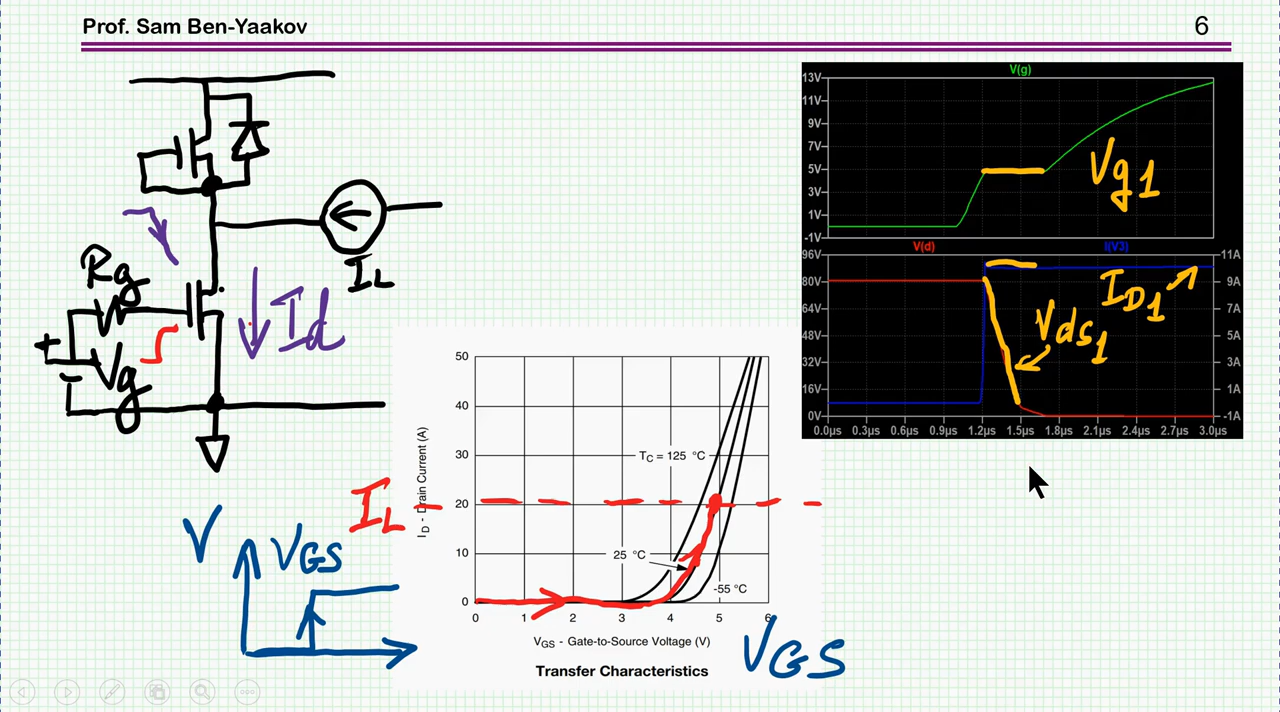 Prof. Sam Ben-Yaakov
6
V(g)
13V
11V
9V
7V
5V
3V
1V
-1V
Vg1
V(d)
I(V3)
96V
80V
64V
48V
32V
16V
0V
11A
9A
7A
5A
3A
1A
-1A
ID1
Vds1
0.0µs 0.3µs 0.6µs 0.9µs 1.2µs 1.5µs 1.8µs 2.1µs 2.4µs 2.7µs 3.0µs
IL
Rg
+
Vg
-
Id
50
40
30
20
10
0
ID - Drain Current (A)
TC = 125 °C
25 °C
-55 °C
0 1 2 3 4 5 6
VGS - Gate-to-Source Voltage (V)
Transfer Characteristics
IL
V
VGS
VGS